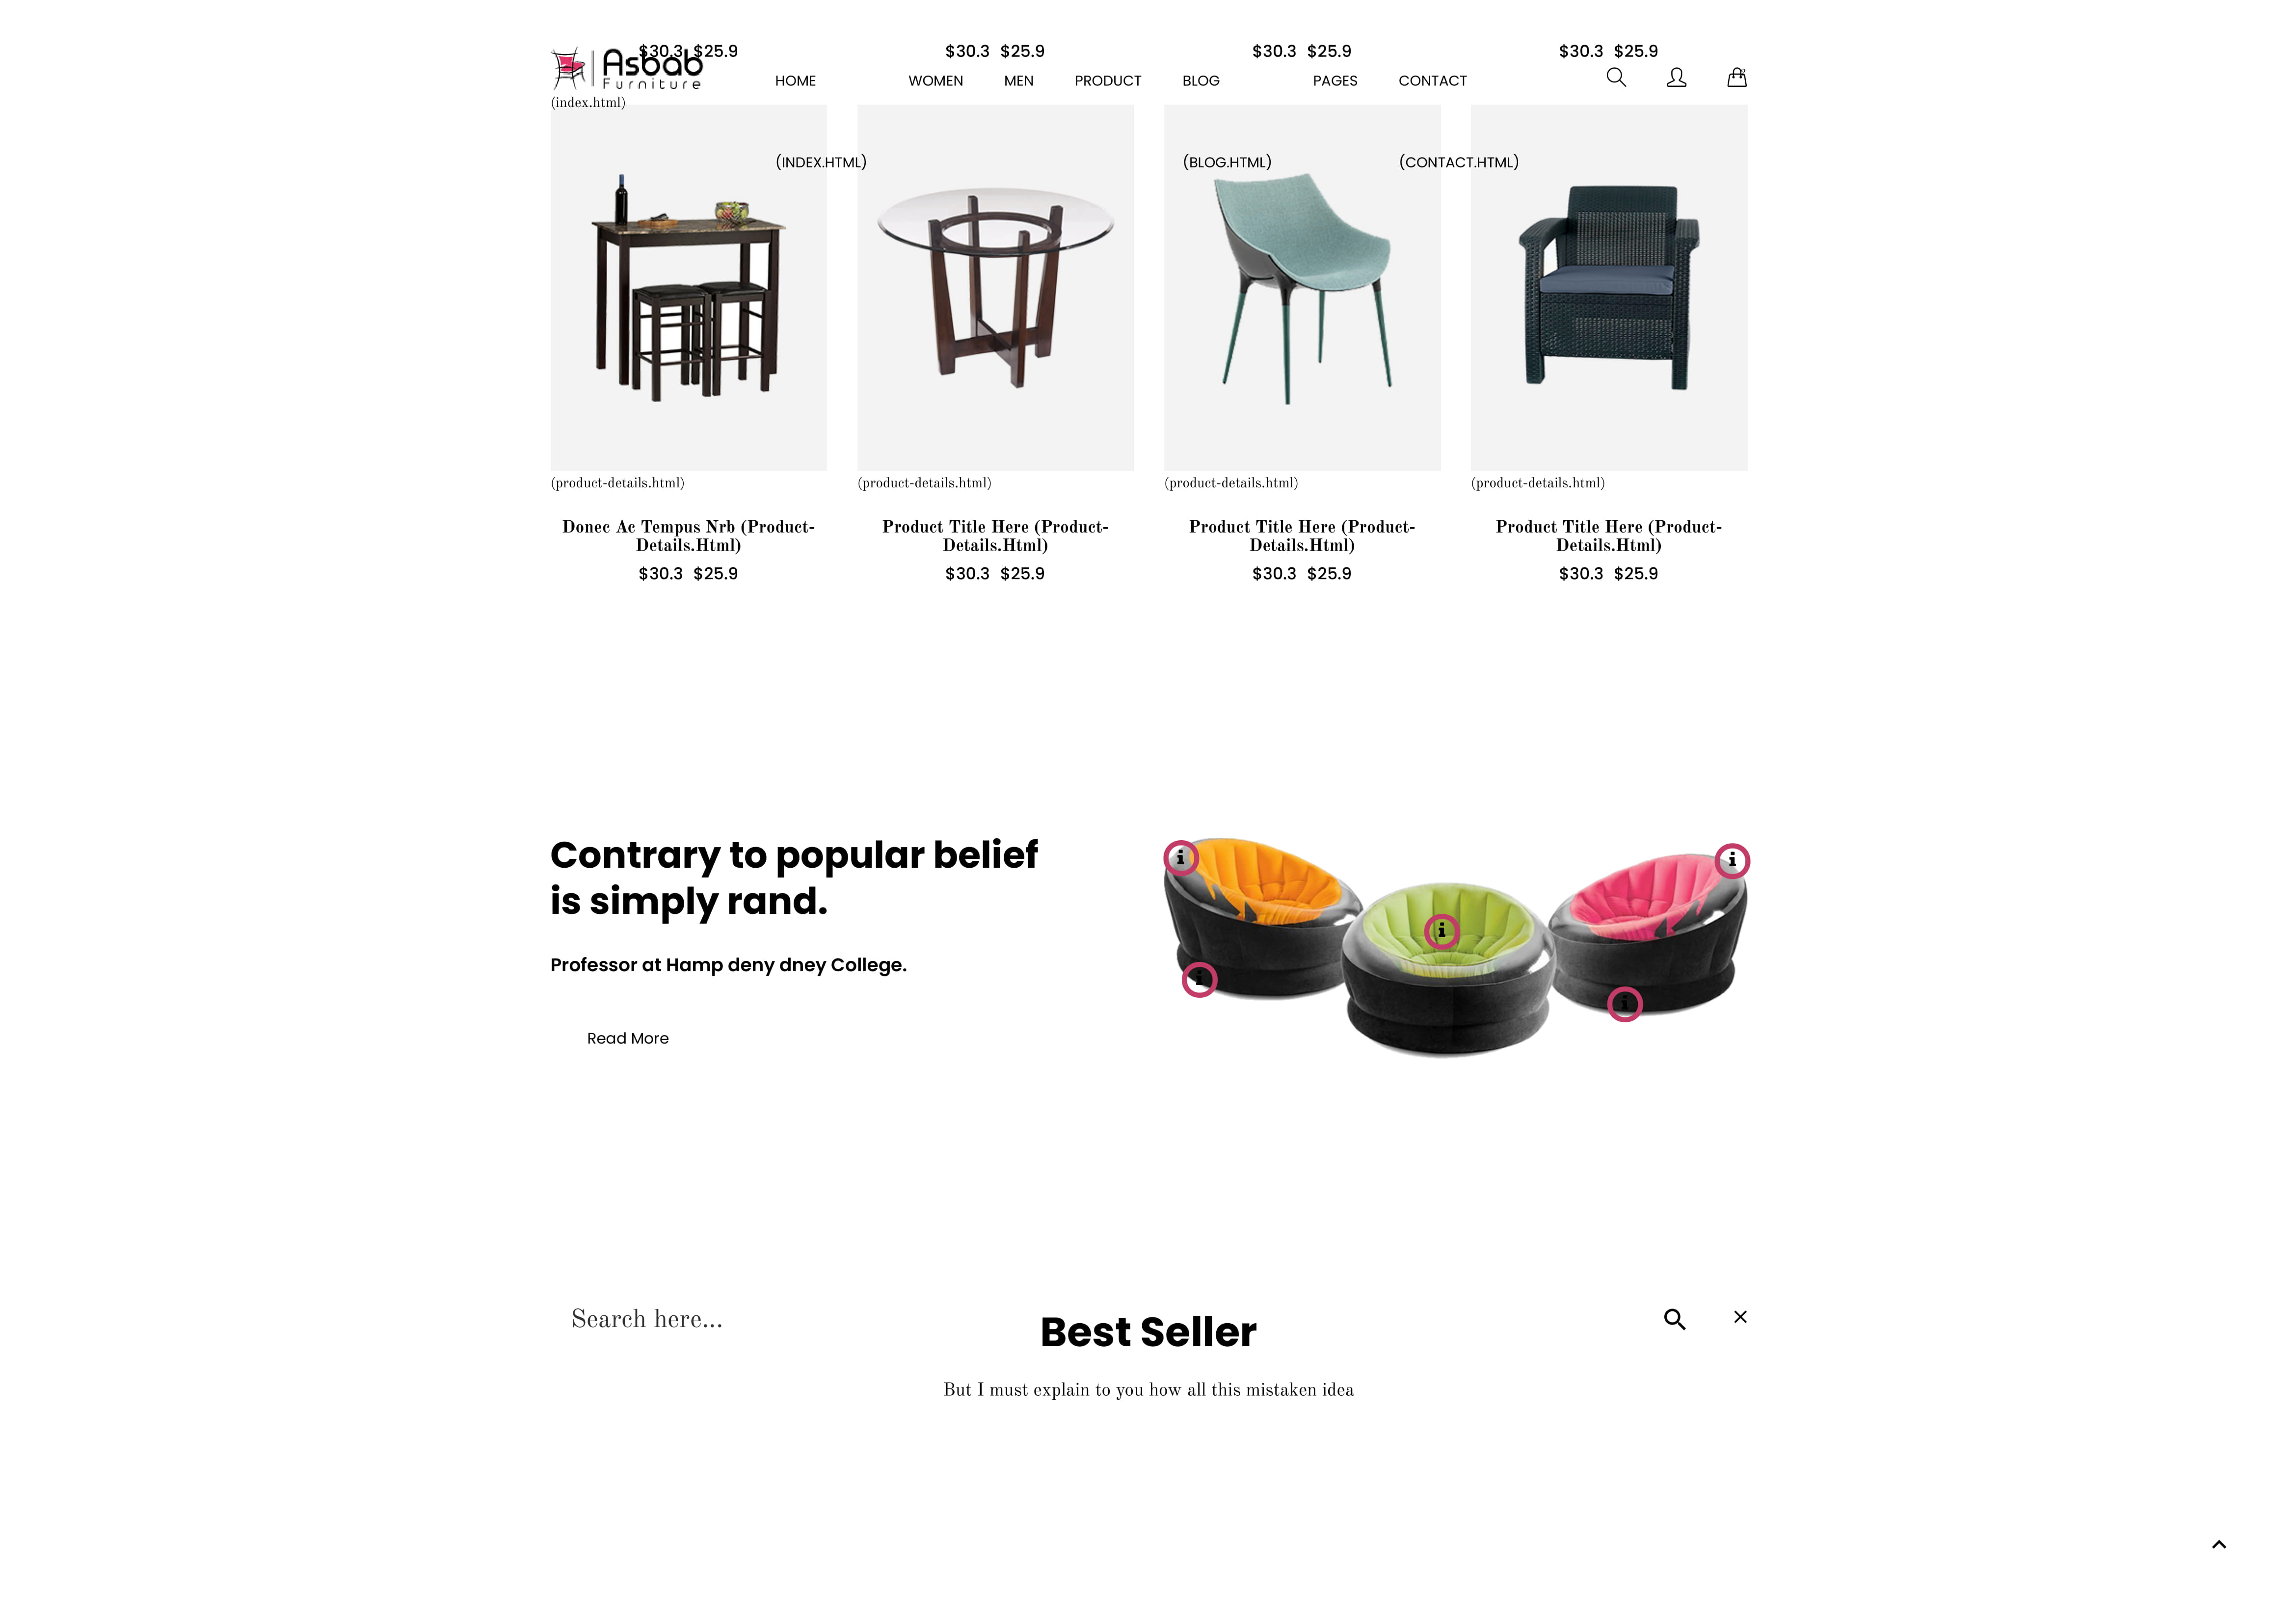 $30.3 $25.9 $30.3 $25.9 $30.3 $25.9 $30.3 $25.9
Asbab
Furniture
HOME WOMEN MEN PRODUCT BLOG PAGES CONTACT
(index.html)
(INDEX.HTML) (BLOG.HTML) (CONTACT.HTML)
(product-details.html) (product-details.html) (product-details.html) (product-details.html)
Donec Ac Tempus Nrb (Product-
Details.Html)
$30.3 $25.9
Product Title Here (Product-
Details.Html)
$30.3 $25.9
Product Title Here (Product-
Details.Html)
$30.3 $25.9
Product Title Here (Product-
Details.Html)
$30.3 $25.9
Contrary to popular belief
is simply rand.
Professor at Hamp deny dney College.
Read More
i
i
i
i
i
Search here...
Best Seller
But I must explain to you how all this mistaken idea